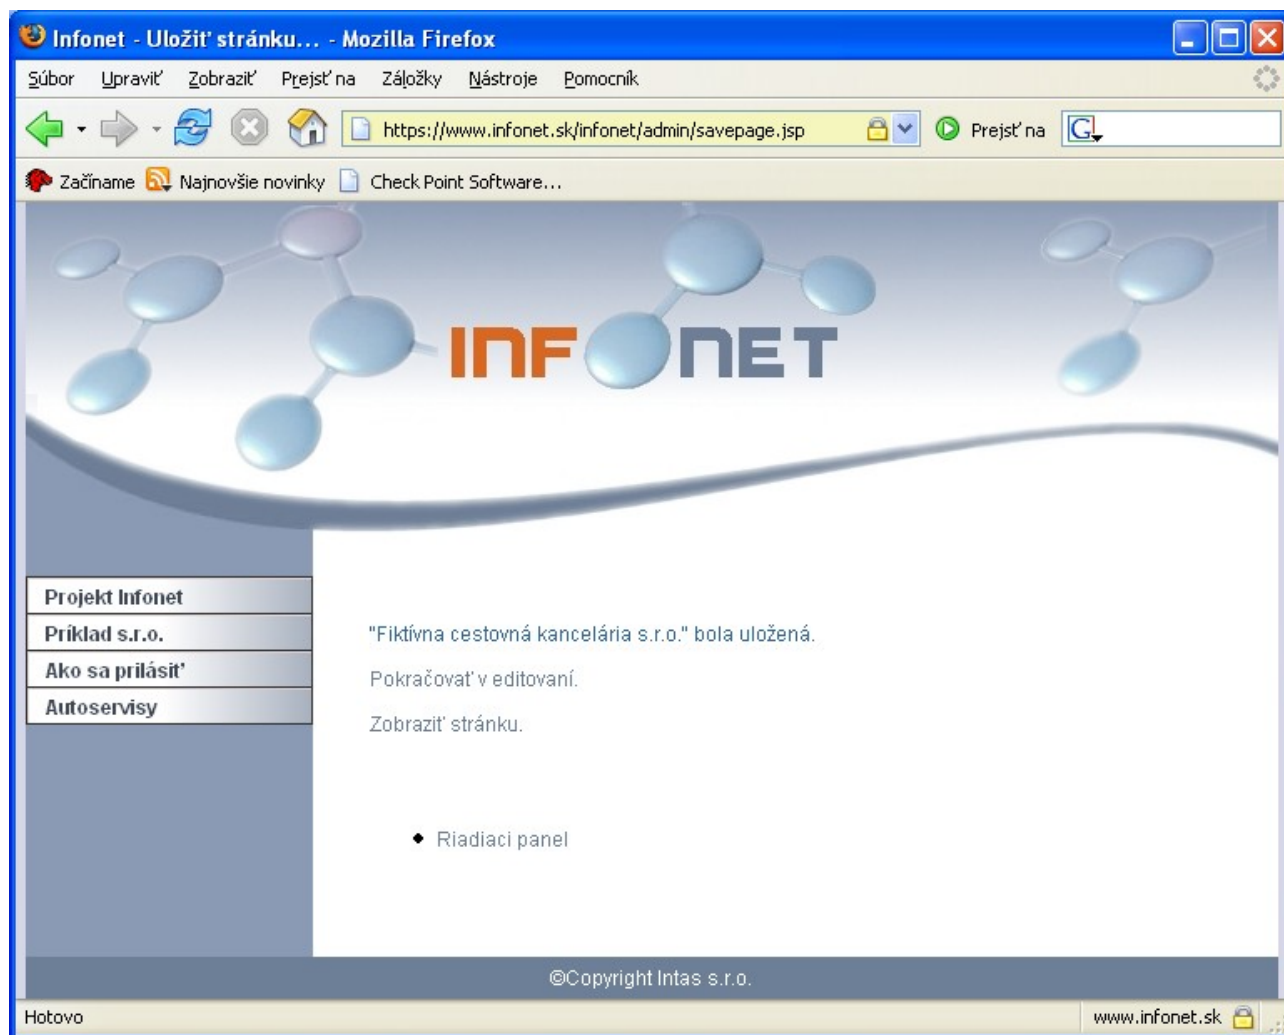 Infonet - Uložiť stránku... - Mozilla Firefox
Súbor Upraviť Zobraziť Prejsť na Záložky Nástroje Pomocník
https://www.infonet.sk/infonet/admin/savepage.jsp Prejsť na G
Začíname Najnovšie novinky Check Point Software...
INFONET
Projekt Infonet
Príklad s.r.o.
Ako sa prilásiť
Autoservisy
"Fiktívna cestovná kancelária s.r.o." bola uložená.
Pokračovať v editovaní.
Zobraziť stránku.
Riadiaci panel
©Copyright Intas s.r.o.
Hotovo www.infonet.sk